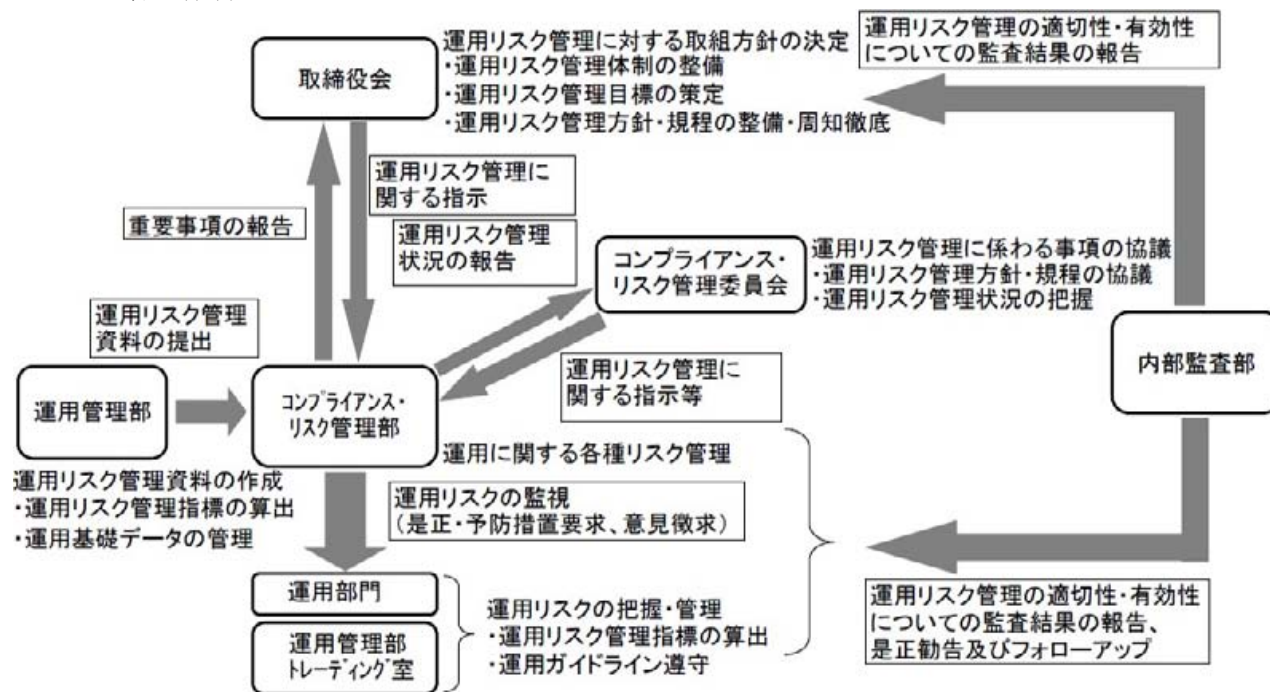 取締役会
運用リスク管理に対する取組方針の決定
・運用リスク管理体制の整備
・運用リスク管理目標の策定
・運用リスク管理方針・規程の整備・周知徹底
運用リスク管理の適切性・有効性
についての監査結果の報告
運用リスク管理に
関する指示
重要事項の報告
運用リスク管理
状況の報告
コンプライアンス・
リスク管理委員会
運用リスク管理に係わる事項の協議
・運用リスク管理方針・規程の協議
・運用リスク管理状況の把握
運用リスク管理
資料の提出
内部監査部
運用管理部
コンプライアンス・
リスク管理部
運用リスク管理に
関する指示等
運用に関する各種リスク管理
運用リスク管理資料の作成
・運用リスク管理指標の算出
・運用基礎データの管理
運用リスクの監視
(是正・予防措置要求、意見徴求)
運用部門
運用管理部
トレーディング室
運用リスクの把握・管理
・運用リスク管理指標の算出
・運用ガイドライン遵守
運用リスク管理の適切性・有効性
についての監査結果の報告、
是正勧告及びフォローアップ